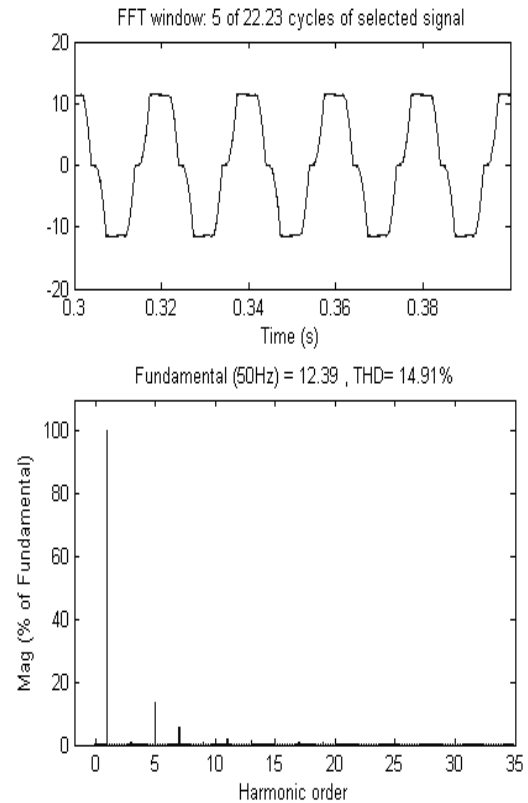 FFT window: 5 of 22.23 cycles of selected signal
20
10
0
-10
-20
0.3 0.32 0.34 0.36 0.38
Time (s)
Fundamental (50Hz) = 12.39 , THD= 14.91%
Mag (% of Fundamental)
100
80
60
40
20
0
0 5 10 15 20 25 30 35
Harmonic order